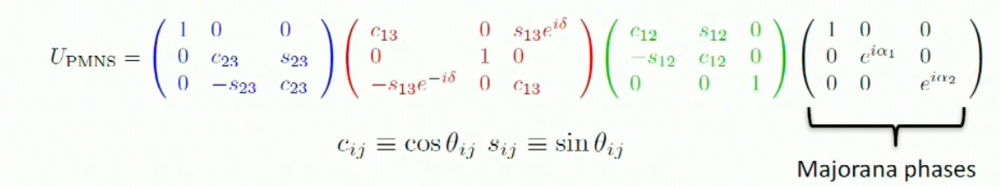 U_PMNS = ( 1 0 0 ; 0 c_23 s_23 ; 0 −s_23 c_23 ) ( c_13 0 s_13 e^{iδ} ; 0 1 0 ; −s_13 e^{−iδ} 0 c_13 ) ( c_12 s_12 0 ; −s_12 c_12 0 ; 0 0 1 ) ( 1 0 0 ; 0 e^{iα_1} 0 ; 0 0 e^{iα_2} )
c_ij ≡ cos θ_ij s_ij ≡ sin θ_ij
Majorana phases